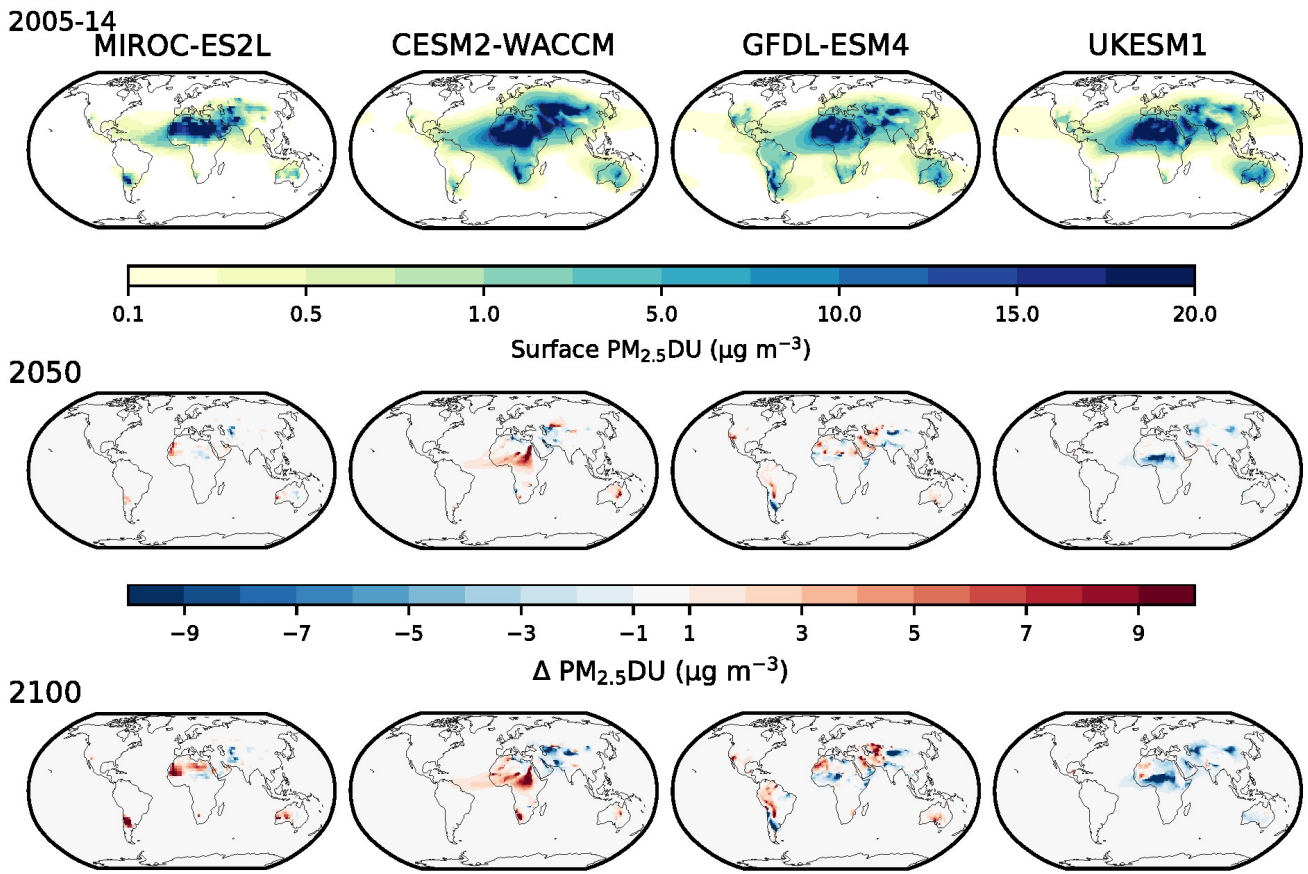 2005-14
MIROC-ES2L CESM2-WACCM GFDL-ESM4 UKESM1
0.1 0.5 1.0 5.0 10.0 15.0 20.0
Surface PM₂.₅DU (µg m⁻³)
2050
−9 −7 −5 −3 −1 1 3 5 7 9
Δ PM₂.₅DU (µg m⁻³)
2100